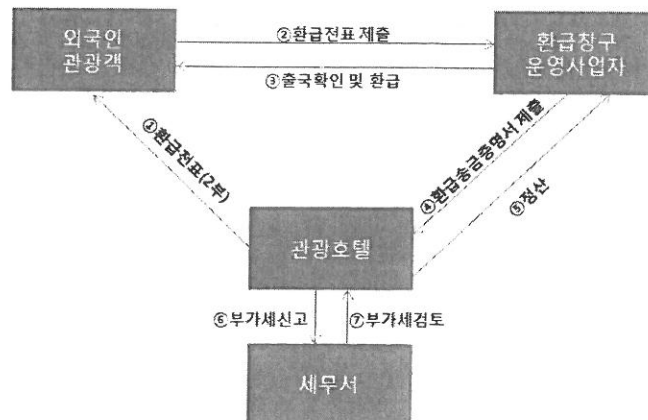 외국인
관광객
②환급전표 제출
③출국확인 및 환급
환급창구
운영사업자
①환급전표(2부)
④환급송금증명서 제출
⑤정산
관광호텔
⑥부가세신고
⑦부가세검토
세무서